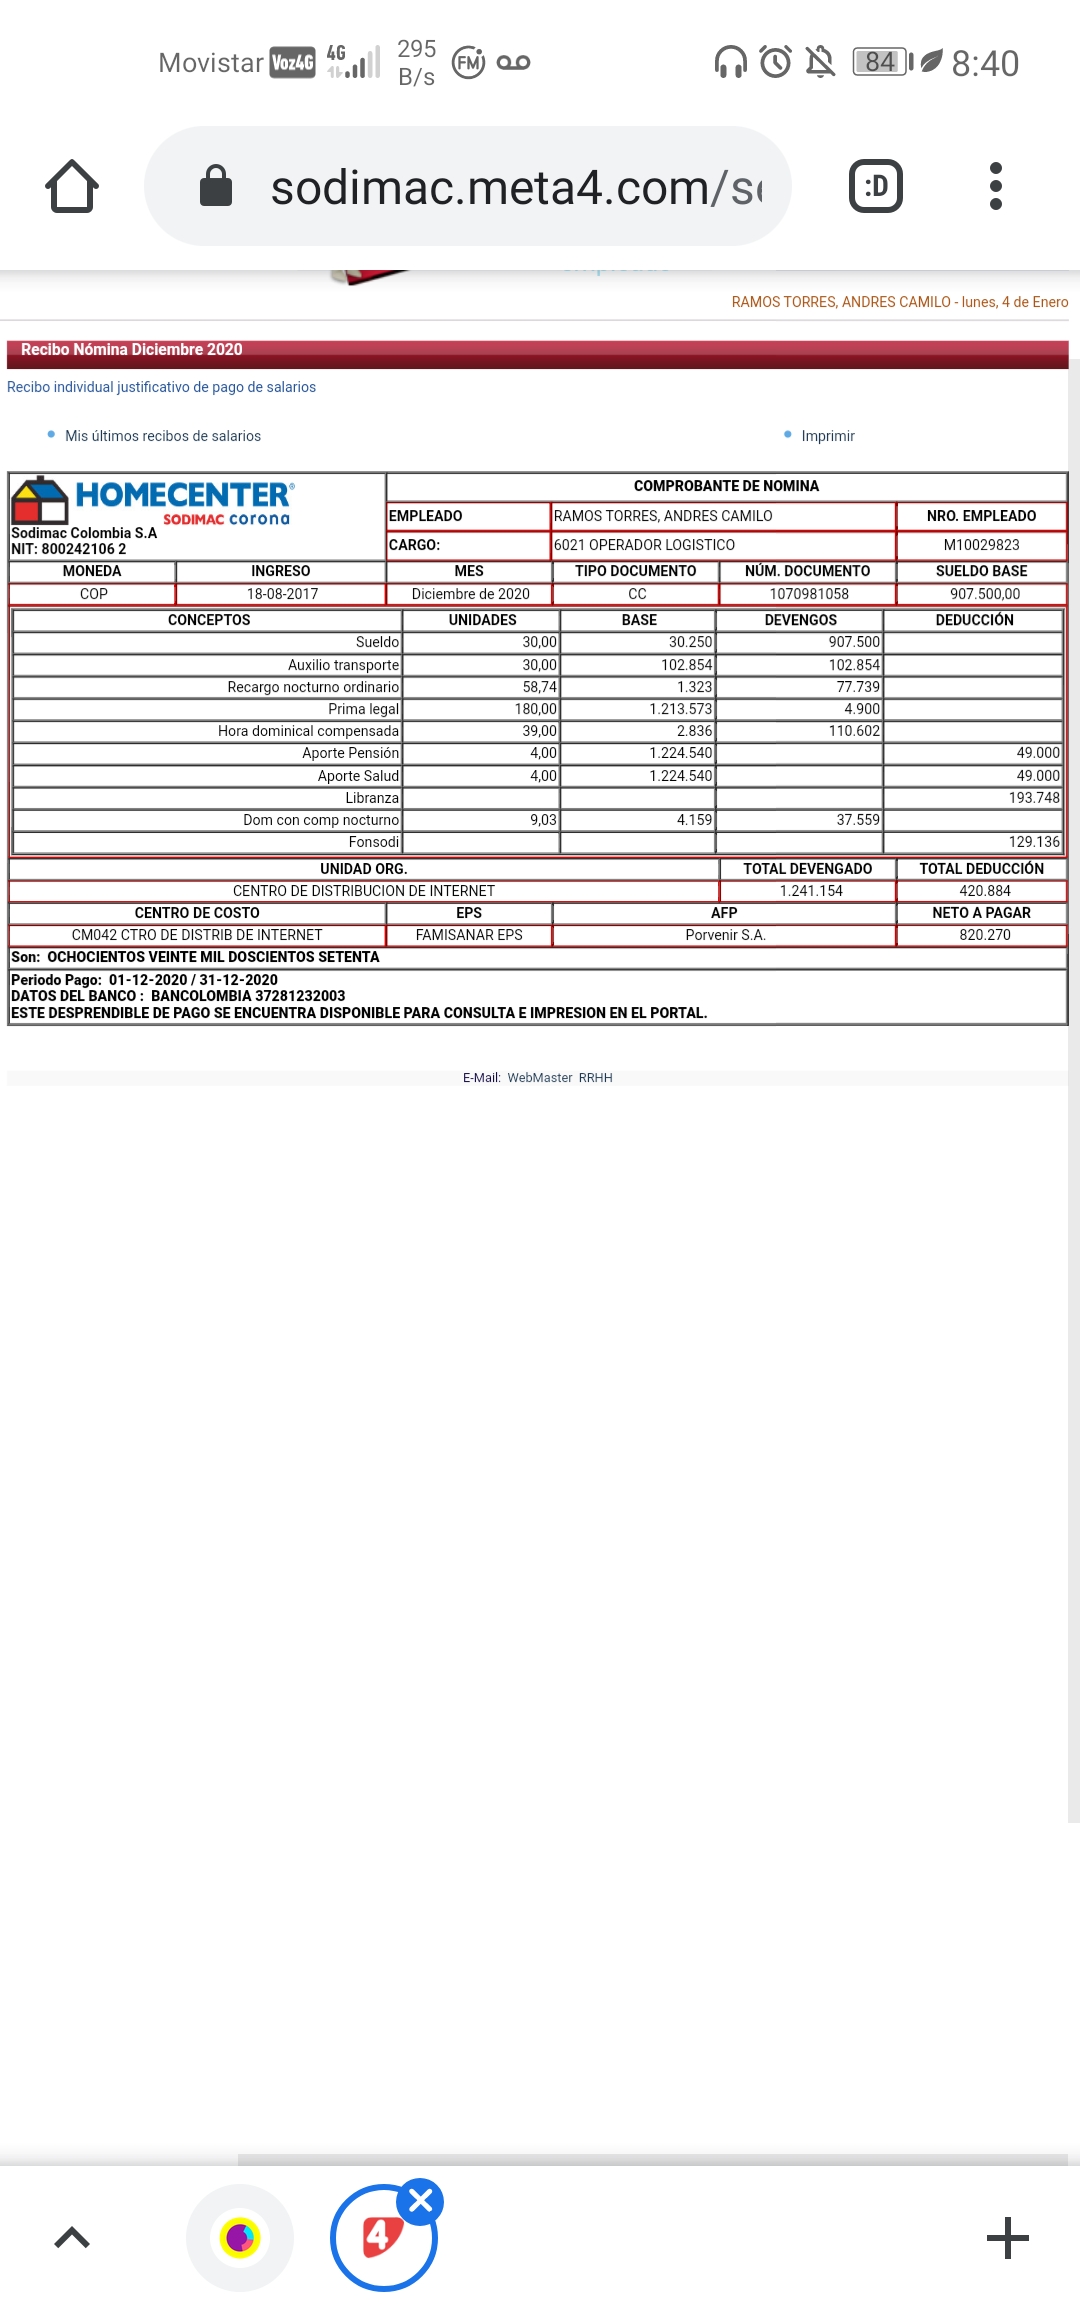 Movistar Voz4G 4G 295 B/s FM 84 8:40
sodimac.meta4.com/se
:D
RAMOS TORRES, ANDRES CAMILO - lunes, 4 de Enero
Recibo Nómina Diciembre 2020
Recibo individual justificativo de pago de salarios
Mis últimos recibos de salarios Imprimir
HOMECENTER®
SODIMAC corona
Sodimac Colombia S.A
NIT: 800242106 2
COMPROBANTE DE NOMINA
EMPLEADO RAMOS TORRES, ANDRES CAMILO NRO. EMPLEADO
CARGO: 6021 OPERADOR LOGISTICO M10029823
MONEDA INGRESO MES TIPO DOCUMENTO NÚM. DOCUMENTO SUELDO BASE
COP 18-08-2017 Diciembre de 2020 CC 1070981058 907.500,00
CONCEPTOS UNIDADES BASE DEVENGOS DEDUCCIÓN
Sueldo 30,00 30.250 907.500
Auxilio transporte 30,00 102.854 102.854
Recargo nocturno ordinario 58,74 1.323 77.739
Prima legal 180,00 1.213.573 4.900
Hora dominical compensada 39,00 2.836 110.602
Aporte Pensión 4,00 1.224.540 49.000
Aporte Salud 4,00 1.224.540 49.000
Libranza 193.748
Dom con comp nocturno 9,03 4.159 37.559
Fonsodi 129.136
UNIDAD ORG. TOTAL DEVENGADO TOTAL DEDUCCIÓN
CENTRO DE DISTRIBUCION DE INTERNET 1.241.154 420.884
CENTRO DE COSTO EPS AFP NETO A PAGAR
CM042 CTRO DE DISTRIB DE INTERNET FAMISANAR EPS Porvenir S.A. 820.270
Son: OCHOCIENTOS VEINTE MIL DOSCIENTOS SETENTA
Periodo Pago: 01-12-2020 / 31-12-2020
DATOS DEL BANCO : BANCOLOMBIA 37281232003
ESTE DESPRENDIBLE DE PAGO SE ENCUENTRA DISPONIBLE PARA CONSULTA E IMPRESION EN EL PORTAL.
E-Mail: WebMaster RRHH
4